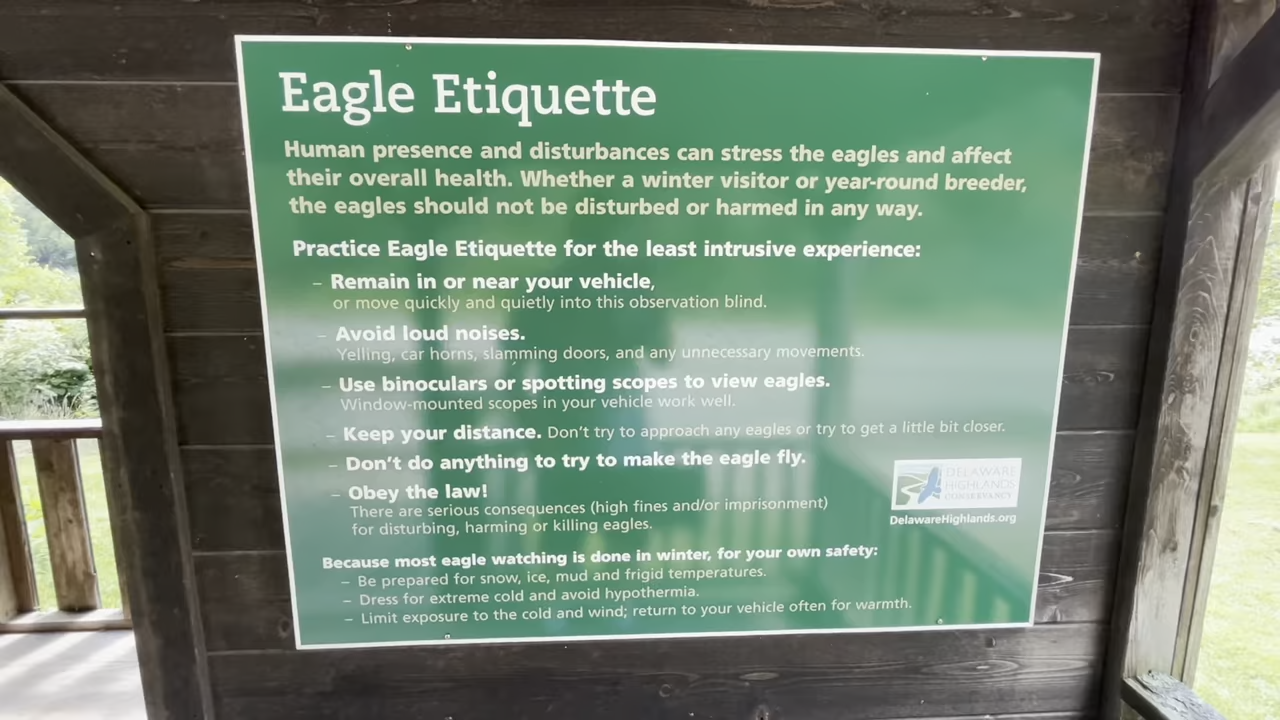 Eagle Etiquette
Human presence and disturbances can stress the eagles and affect
their overall health. Whether a winter visitor or year-round breeder,
the eagles should not be disturbed or harmed in any way.
Practice Eagle Etiquette for the least intrusive experience:
– Remain in or near your vehicle,
or move quickly and quietly into this observation blind.
– Avoid loud noises.
Yelling, car horns, slamming doors, and any unnecessary movements.
– Use binoculars or spotting scopes to view eagles.
Window-mounted scopes in your vehicle work well.
– Keep your distance. Don't try to approach any eagles or try to get a little bit closer.
– Don't do anything to try to make the eagle fly.
– Obey the law!
There are serious consequences (high fines and/or imprisonment)
for disturbing, harming or killing eagles.
DELAWARE
HIGHLANDS
CONSERVANCY
DelawareHighlands.org
Because most eagle watching is done in winter, for your own safety:
– Be prepared for snow, ice, mud and frigid temperatures.
– Dress for extreme cold and avoid hypothermia.
– Limit exposure to the cold and wind; return to your vehicle often for warmth.